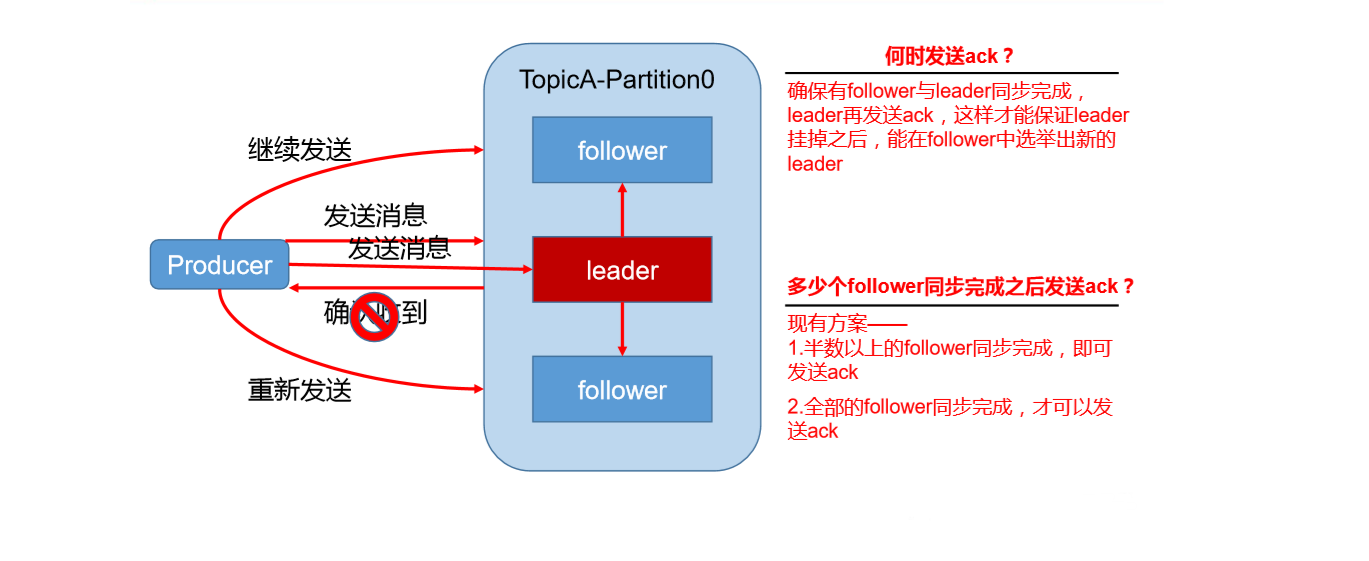 TopicA-Partition0
follower
继续发送
发送消息
发送消息
Producer
leader
确认收到
重新发送
follower
何时发送ack？
确保有follower与leader同步完成，
leader再发送ack，这样才能保证leader
挂掉之后，能在follower中选举出新的
leader
多少个follower同步完成之后发送ack？
现有方案——
1.半数以上的follower同步完成，即可
发送ack
2.全部的follower同步完成，才可以发
送ack